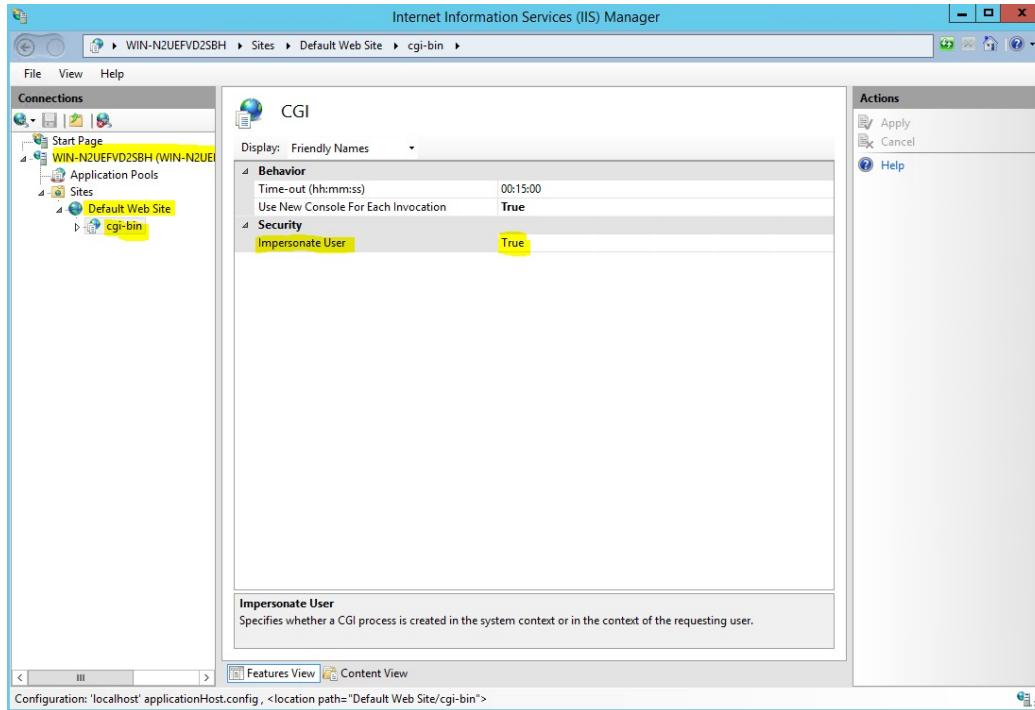 Internet Information Services (IIS) Manager
WIN-N2UEFVD2SBH Sites Default Web Site cgi-bin
File View Help
Connections
Start Page
WIN-N2UEFVD2SBH (WIN-N2UEI
Application Pools
Sites
Default Web Site
cgi-bin
CGI
Display: Friendly Names
Behavior
Time-out (hh:mm:ss) 00:15:00
Use New Console For Each Invocation True
Security
Impersonate User True
Impersonate User
Specifies whether a CGI process is created in the system context or in the context of the requesting user.
Features View Content View
Actions
Apply
Cancel
Help
Configuration: 'localhost' applicationHost.config , <location path="Default Web Site/cgi-bin">